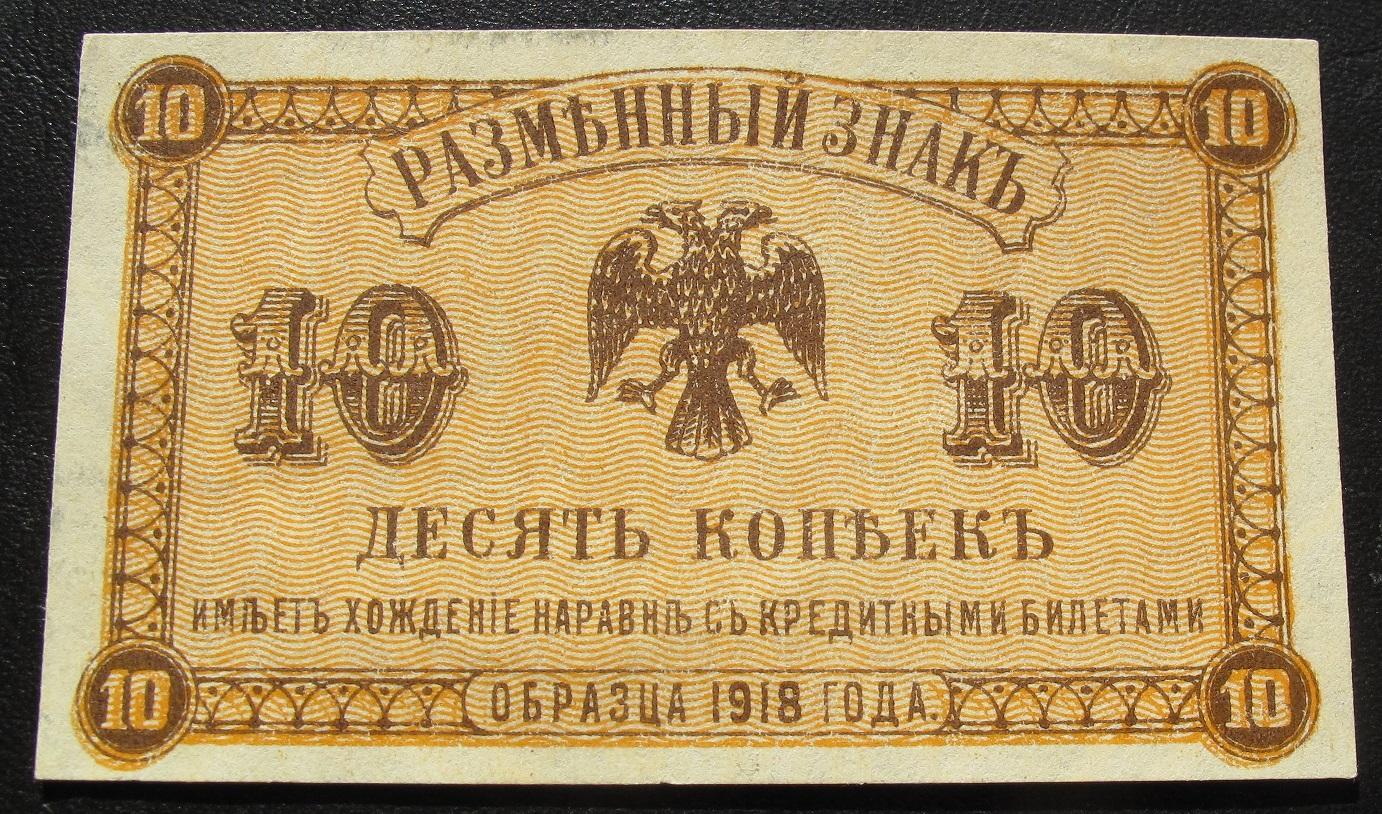 10 10
РАЗМѢННЫЙ ЗНАКЪ
10 10
ДЕСЯТЬ КОПѢЕКЪ
ИМѢЕТЪ ХОЖДЕНІЕ НАРАВНѢ СЪ КРЕДИТНЫМИ БИЛЕТАМИ
10 ОБРАЗЦА 1918 ГОДА. 10